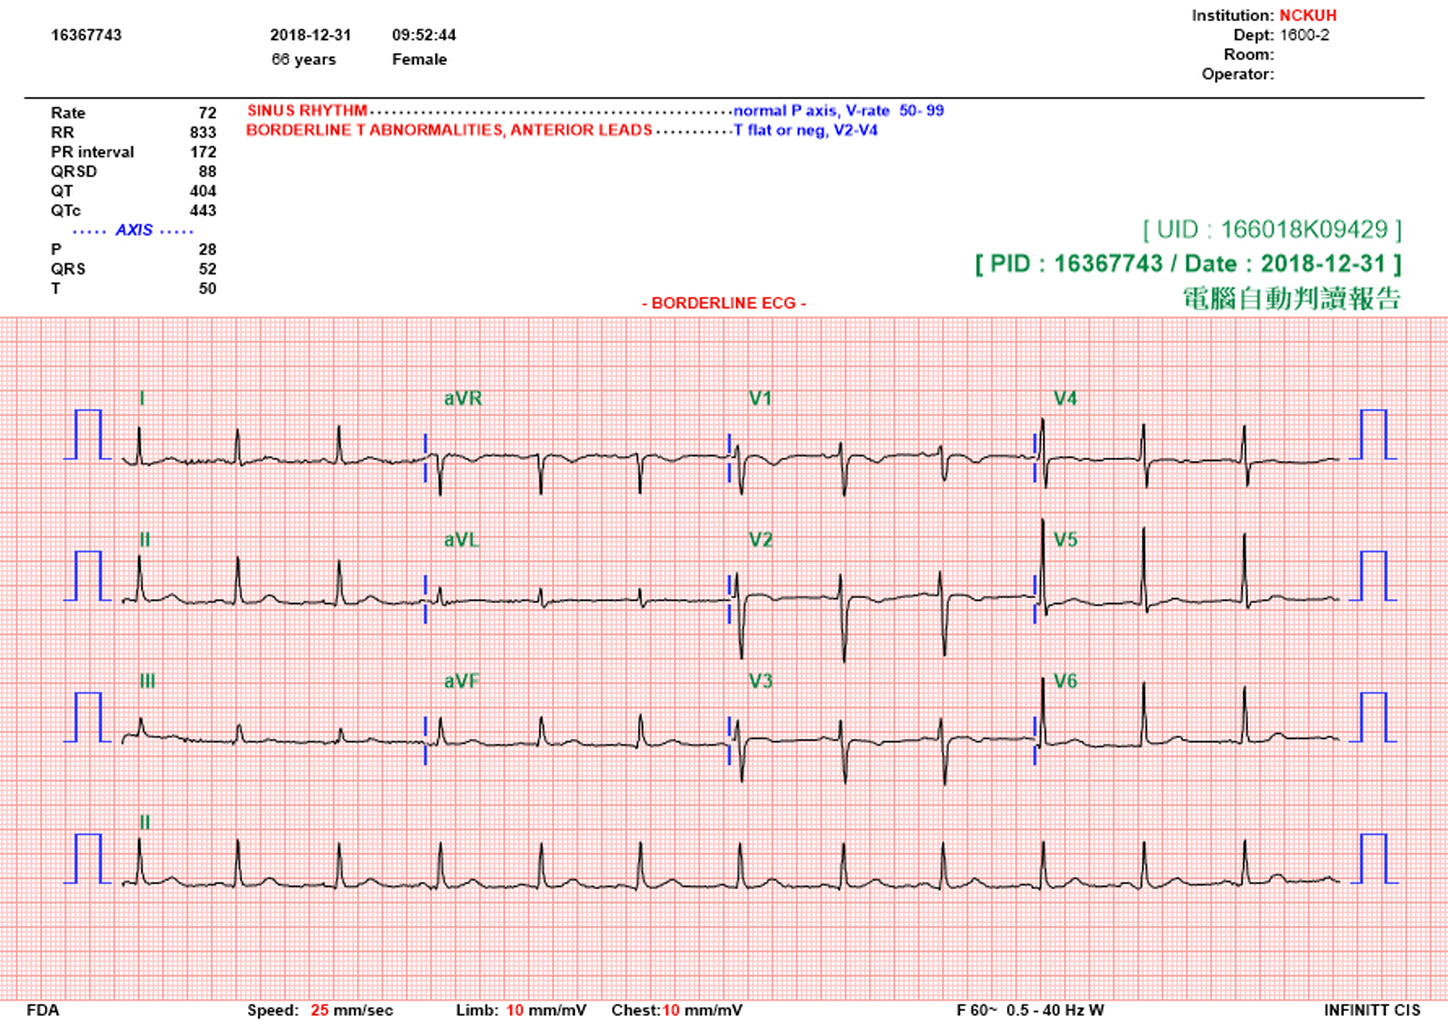 Institution: NCKUH
16367743 2018-12-31 09:52:44 Dept: 1600-2
Room:
66 years Female
Operator:
Rate 72 SINUS RHYTHM normal P axis, V-rate 50- 99
RR 833 BORDERLINE T ABNORMALITIES, ANTERIOR LEADS T flat or neg, V2-V4
PR interval 172
QRSD 88
QT 404
QTc 443
AXIS
[ UID : 166018K09429 ]
P 28
[ PID : 16367743 / Date : 2018-12-31 ]
QRS 52
T 50
電腦自動判讀報告
- BORDERLINE ECG -
I aVR V1 V4
II aVL V2 V5
III aVF V3 V6
II
FDA Speed: 25 mm/sec Limb: 10 mm/mV Chest:10 mm/mV F 60~ 0.5 - 40 Hz W INFINITT CIS